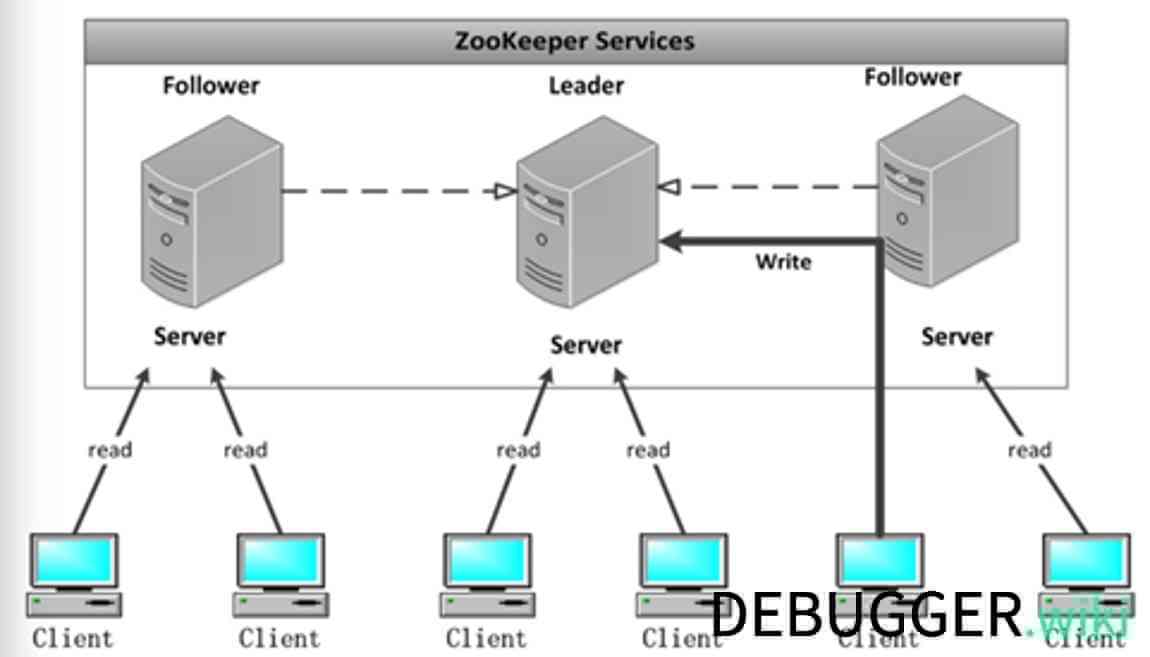 ZooKeeper Services
Follower
Leader
Follower
Write
Server
Server
Server
read
read
read
read
read
Client
Client
Client
Client
Client
Client
DEBUGGER.wiki